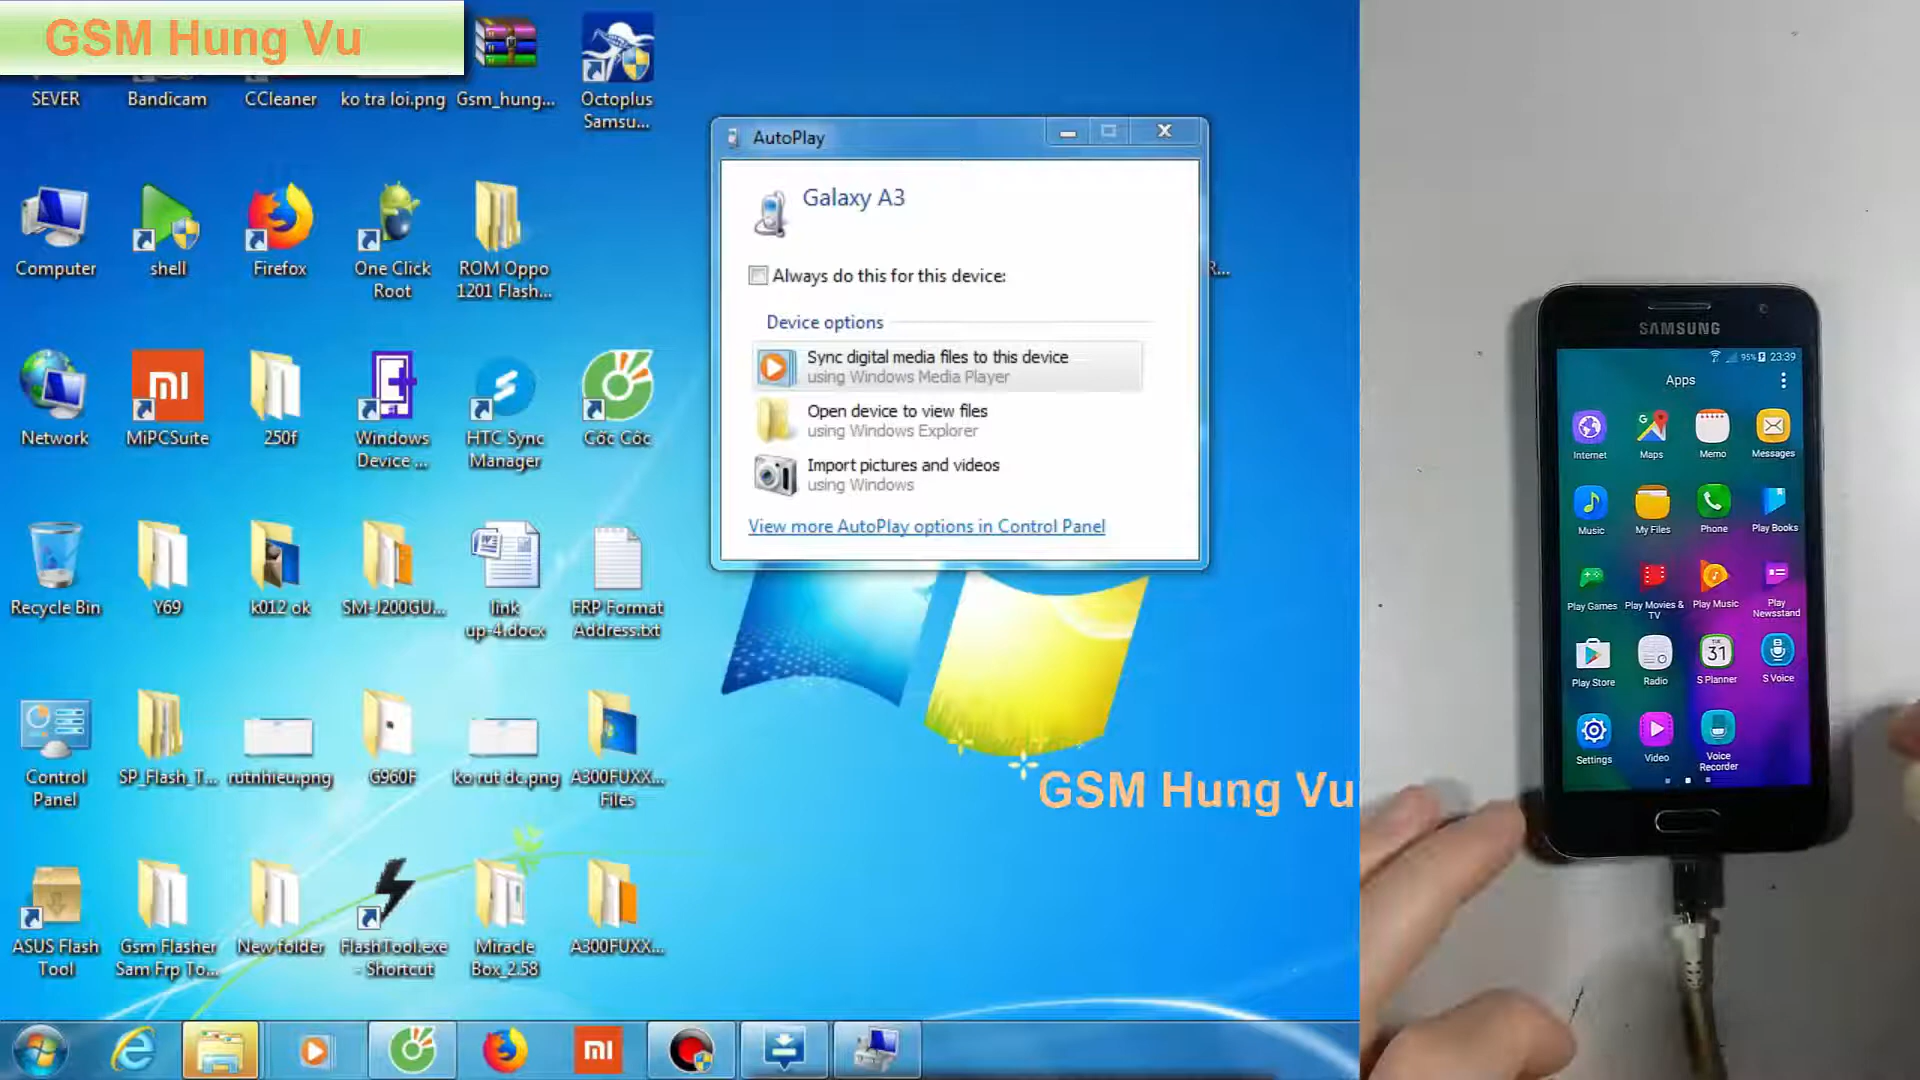 GSM Hung Vu
SEVER
Bandicam
CCleaner
ko tra loi.png
Gsm_hung...
Octoplus
Samsu...
Computer
shell
Firefox
One Click
Root
ROM Oppo
1201 Flash...
R...
Network
MiPCSuite
250f
Windows
Device ...
HTC Sync
Manager
Cốc Cốc
Recycle Bin
Y69
k012 ok
SM-J200GU...
link
up-4.docx
FRP Format
Address.txt
Control
Panel
SP_Flash_T...
rutnhieu.png
G960F
ko rut dc.png
A300FUXX...
Files
ASUS Flash
Tool
Gsm Flasher
Sam Frp To...
New folder
FlashTool.exe
- Shortcut
Miracle
Box_2.58
A300FUXX...
AutoPlay
Galaxy A3
Always do this for this device:
Device options
Sync digital media files to this device
using Windows Media Player
Open device to view files
using Windows Explorer
Import pictures and videos
using Windows
View more AutoPlay options in Control Panel
GSM Hung Vu
SAMSUNG
95% 23:39
Apps
Internet
Maps
Memo
Messages
Music
My Files
Phone
Play Books
Play Games
Play Movies &
TV
Play Music
Play
Newsstand
Play Store
Radio
31
S Planner
S Voice
Settings
Video
Voice
Recorder